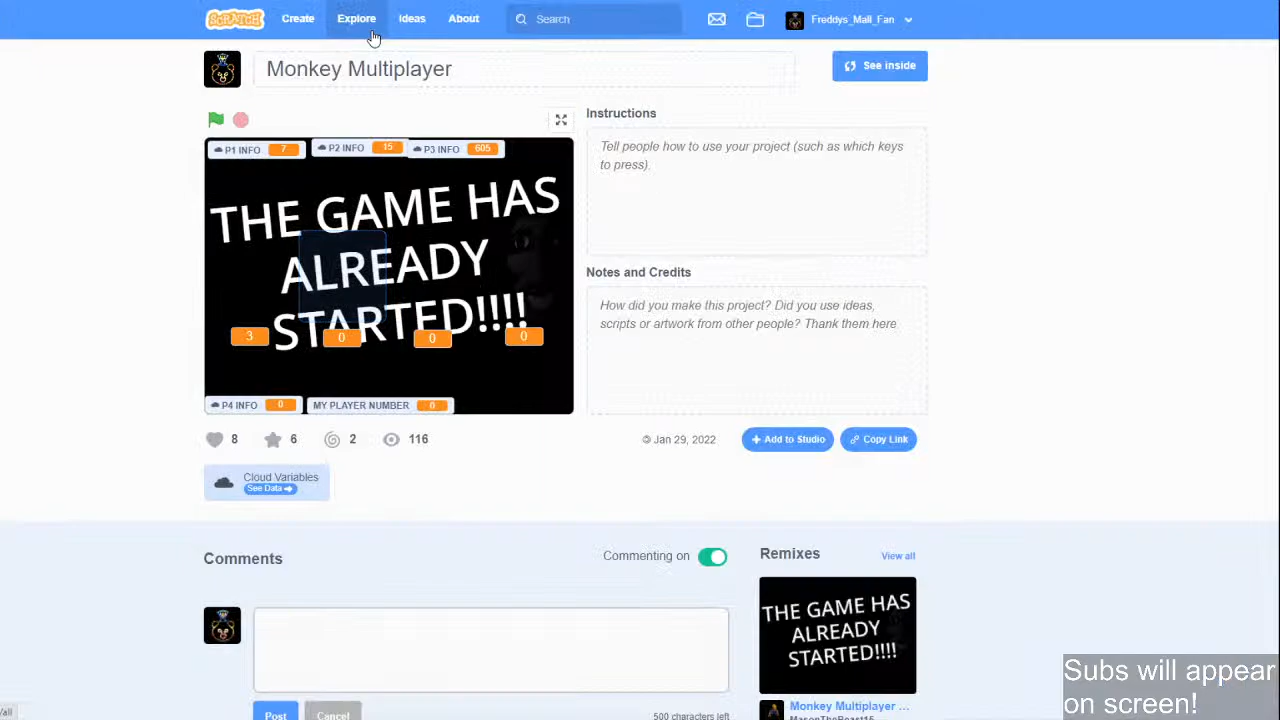 SCRATCH
Create
Explore
Ideas
About
Search
Freddys_Mall_Fan
Monkey Multiplayer
See inside
Instructions
Tell people how to use your project (such as which keys
to press).
P1 INFO 7
P2 INFO 15
P3 INFO 605
THE GAME HAS
ALREADY
STARTED!!!!
3
0
0
0
P4 INFO 0
MY PLAYER NUMBER 0
Notes and Credits
How did you make this project? Did you use ideas,
scripts or artwork from other people? Thank them here
8
6
2
116
© Jan 29, 2022
Add to Studio
Copy Link
Cloud Variables
See Data
Comments
Commenting on
Remixes
View all
THE GAME HAS
ALREADY
STARTED!!!!
Monkey Multiplayer ...
MasonTheBeast15
Post
Cancel
500 characters left
/all
Subs will appear
on screen!